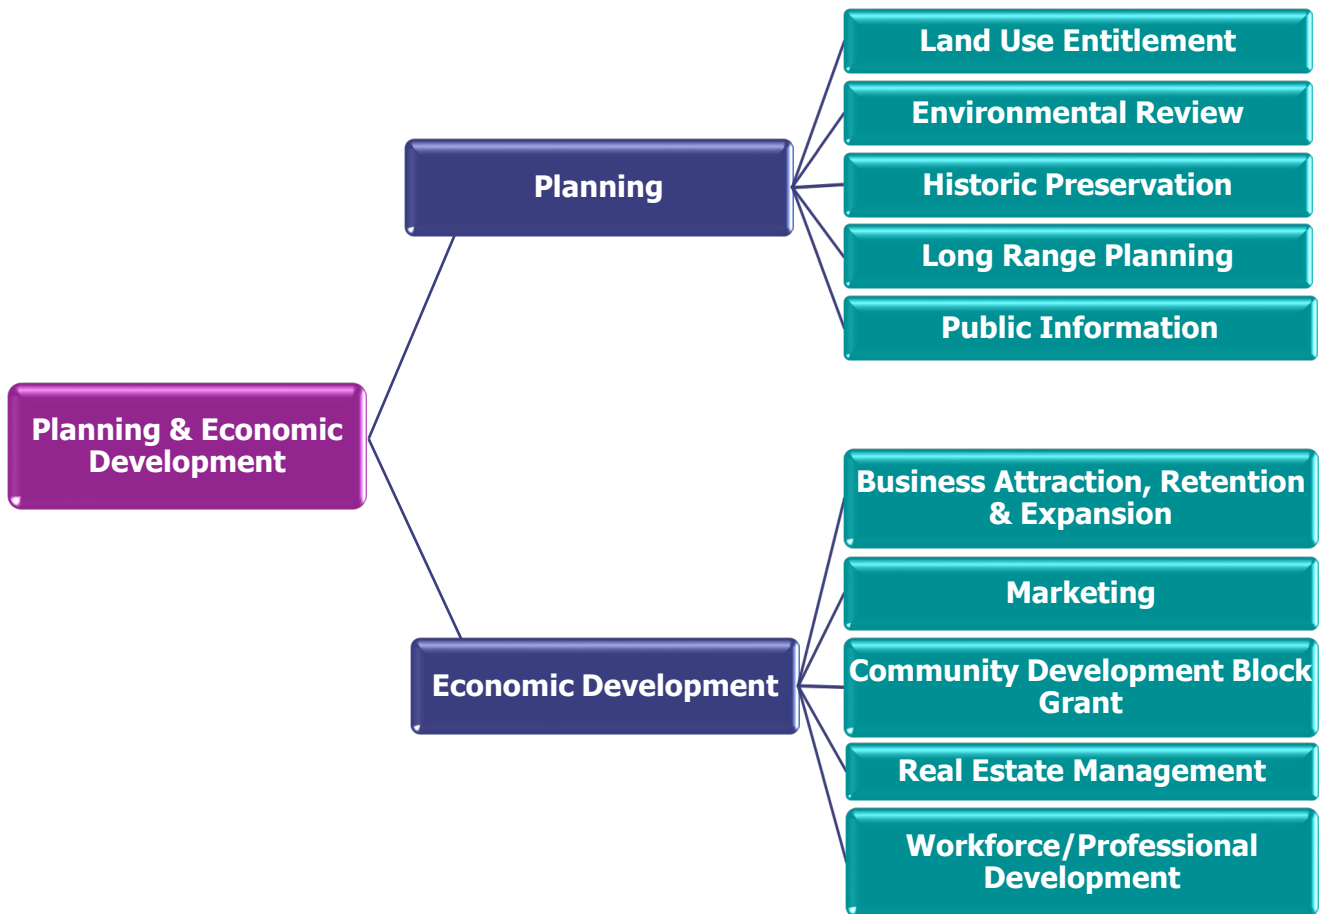 Land Use Entitlement
Environmental Review
Planning
Historic Preservation
Long Range Planning
Public Information
Planning & Economic
Development
Business Attraction, Retention
& Expansion
Marketing
Economic Development
Community Development Block
Grant
Real Estate Management
Workforce/Professional
Development